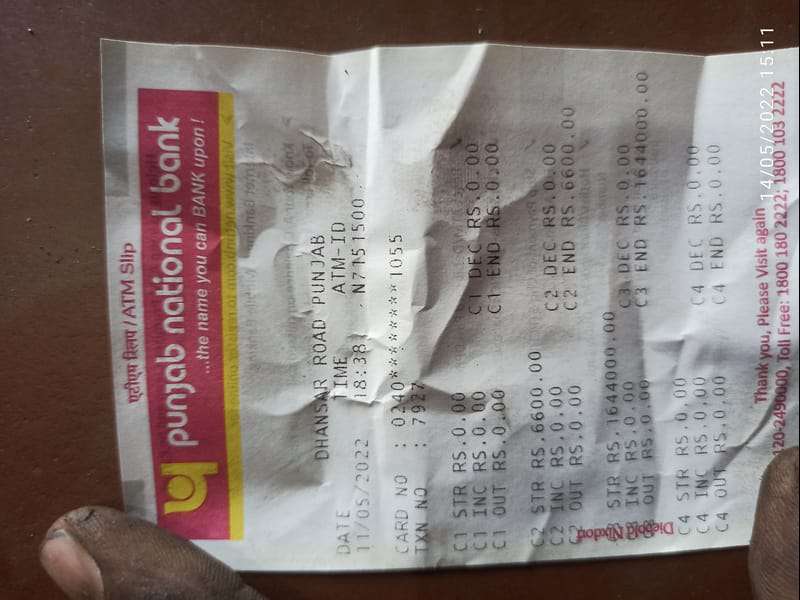 एटीएम स्लिप / ATM Slip
punjab national bank
...the name you can BANK upon!
DHANSAR ROAD PUNJAB
DATE TIME ATM-ID
11/05/2022 18:38 N7151500
CARD NO : 0240*********1055
TXN NO : 7927
C1 STR RS.0.00 C1 DEC RS.0.00
C1 INC RS.0.00 C1 END RS.0.00
C1 OUT RS.0.00
C2 STR RS.6600.00 C2 DEC RS.0.00
C2 INC RS.0.00 C2 END RS.6600.00
C2 OUT RS.0.00
C3 STR RS.1644000.00 C3 DEC RS.0.00
INC RS.0.00 C3 END RS.1644000.00
OUT RS.0.00
C4 STR RS.0.00 C4 DEC RS.0.00
C4 INC RS.0.00 C4 END RS.0.00
C4 OUT RS.0.00
Diebold Nixdorf
Thank you, Please Visit again
120-2490000, Toll Free: 1800 180 2222, 1800 103 2222
14/05/2022 15:11